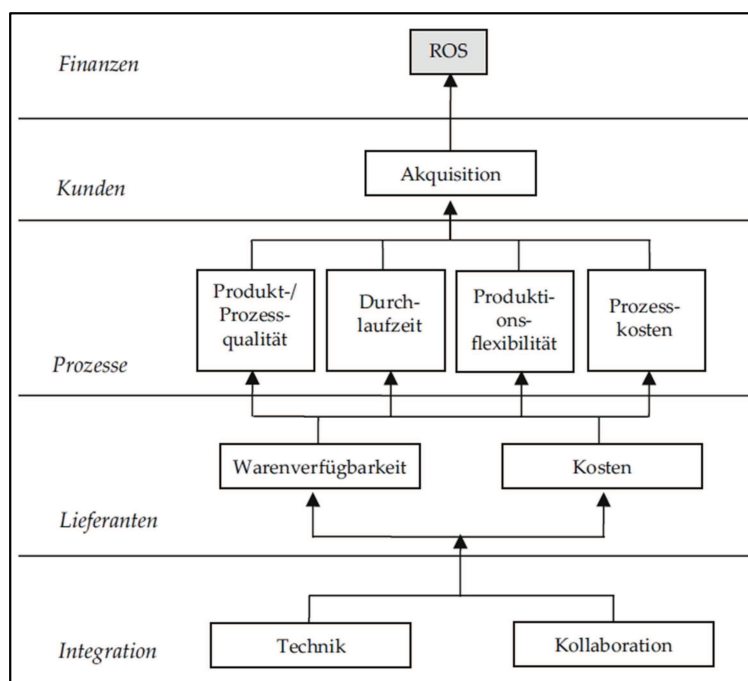 Finanzen
ROS
Kunden
Akquisition
Prozesse
Produkt-/
Prozess-
qualität
Durch-
laufzeit
Produkti-
ons-
flexibilität
Prozess-
kosten
Lieferanten
Warenverfügbarkeit
Kosten
Integration
Technik
Kollaboration